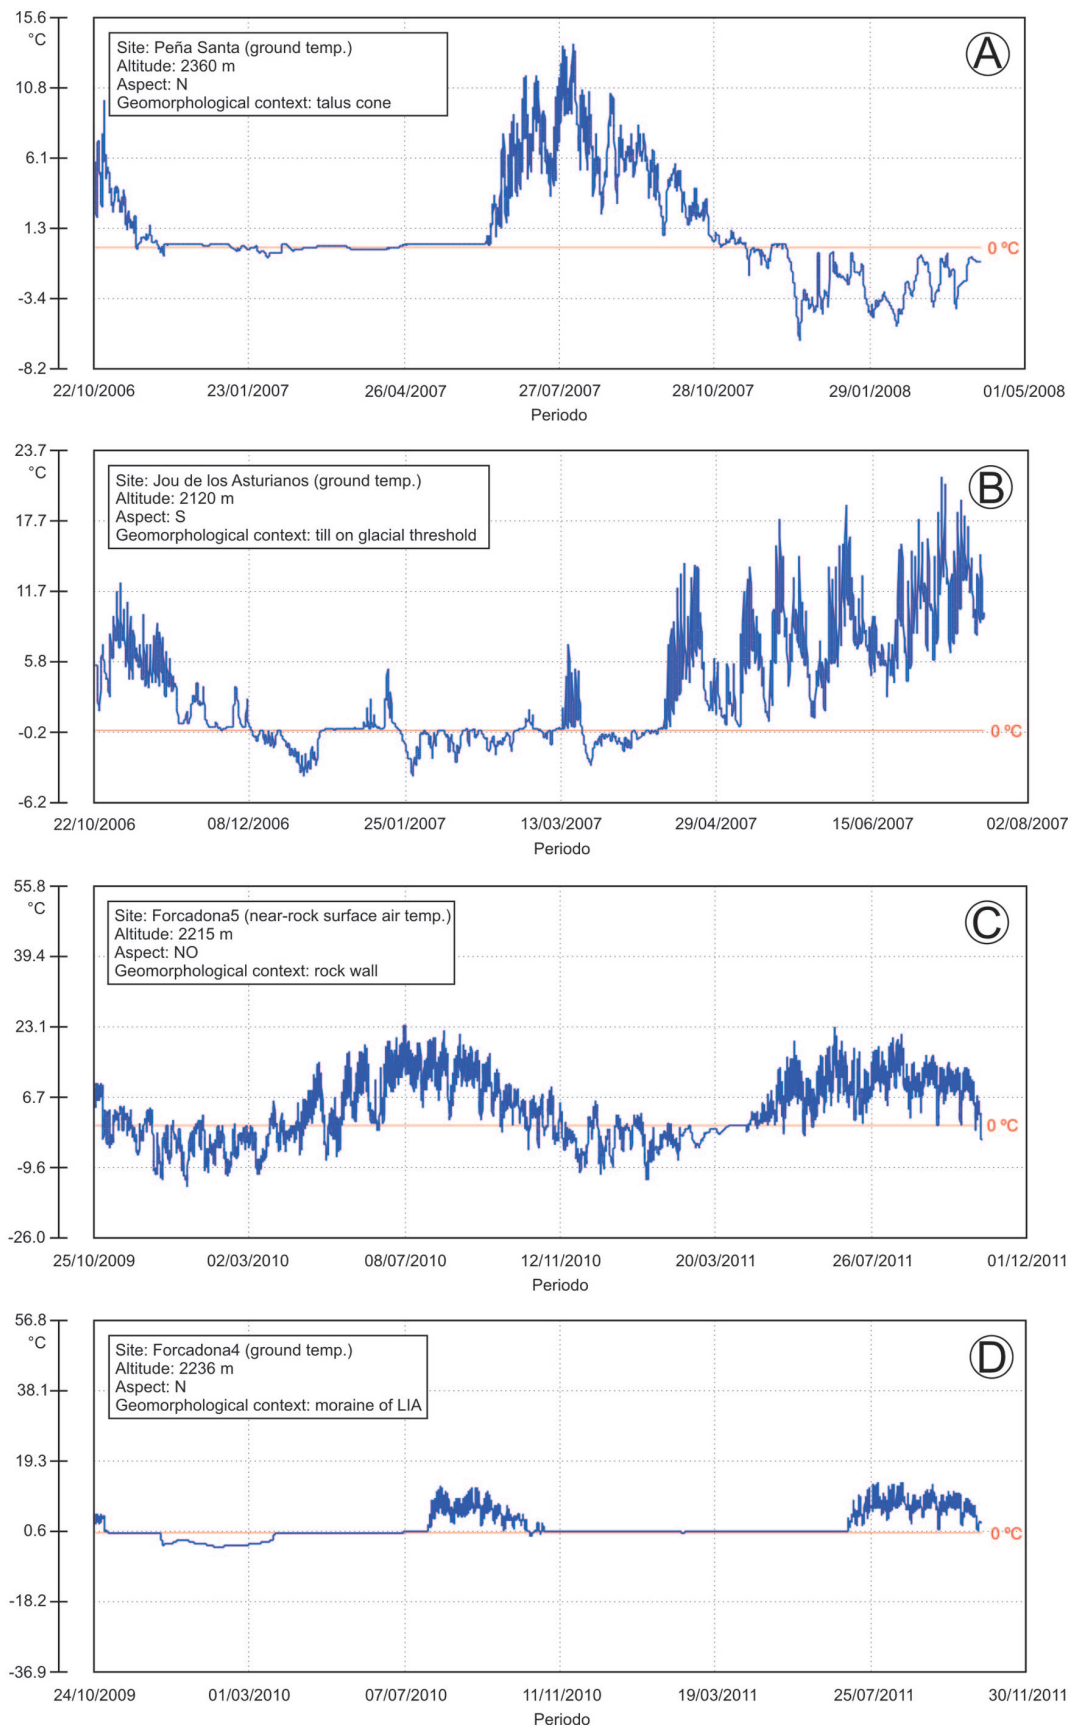 15.6
°C
Site: Peña Santa (ground temp.)
Altitude: 2360 m
Aspect: N
Geomorphological context: talus cone
A
10.8
6.1
1.3
0 ºC
-3.4
-8.2
22/10/2006 23/01/2007 26/04/2007 27/07/2007 28/10/2007 29/01/2008 01/05/2008
Periodo
23.7
°C
Site: Jou de los Asturianos (ground temp.)
Altitude: 2120 m
Aspect: S
Geomorphological context: till on glacial threshold
B
17.7
11.7
5.8
-0.2
0 ºC
-6.2
22/10/2006 08/12/2006 25/01/2007 13/03/2007 29/04/2007 15/06/2007 02/08/2007
Periodo
55.8
°C
Site: Forcadona5 (near-rock surface air temp.)
Altitude: 2215 m
Aspect: NO
Geomorphological context: rock wall
C
39.4
23.1
6.7
0 ºC
-9.6
-26.0
25/10/2009 02/03/2010 08/07/2010 12/11/2010 20/03/2011 26/07/2011 01/12/2011
Periodo
56.8
°C
Site: Forcadona4 (ground temp.)
Altitude: 2236 m
Aspect: N
Geomorphological context: moraine of LIA
D
38.1
19.3
0.6
0 ºC
-18.2
-36.9
24/10/2009 01/03/2010 07/07/2010 11/11/2010 19/03/2011 25/07/2011 30/11/2011
Periodo